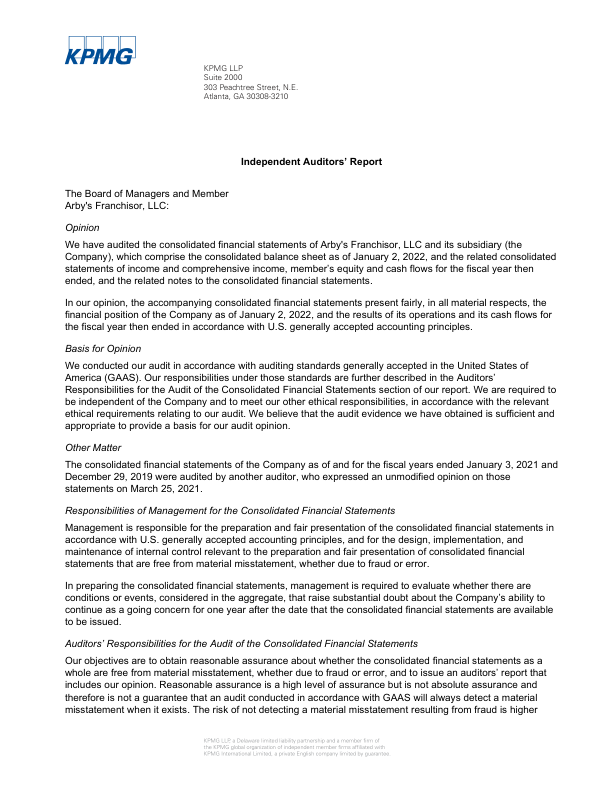 KPMG
KPMG LLP
Suite 2000
303 Peachtree Street, N.E.
Atlanta, GA 30308-3210
Independent Auditors' Report
The Board of Managers and Member
Arby's Franchisor, LLC:
Opinion
We have audited the consolidated financial statements of Arby's Franchisor, LLC and its subsidiary (the
Company), which comprise the consolidated balance sheet as of January 2, 2022, and the related consolidated
statements of income and comprehensive income, member's equity and cash flows for the fiscal year then
ended, and the related notes to the consolidated financial statements.
In our opinion, the accompanying consolidated financial statements present fairly, in all material respects, the
financial position of the Company as of January 2, 2022, and the results of its operations and its cash flows for
the fiscal year then ended in accordance with U.S. generally accepted accounting principles.
Basis for Opinion
We conducted our audit in accordance with auditing standards generally accepted in the United States of
America (GAAS). Our responsibilities under those standards are further described in the Auditors'
Responsibilities for the Audit of the Consolidated Financial Statements section of our report. We are required to
be independent of the Company and to meet our other ethical responsibilities, in accordance with the relevant
ethical requirements relating to our audit. We believe that the audit evidence we have obtained is sufficient and
appropriate to provide a basis for our audit opinion.
Other Matter
The consolidated financial statements of the Company as of and for the fiscal years ended January 3, 2021 and
December 29, 2019 were audited by another auditor, who expressed an unmodified opinion on those
statements on March 25, 2021.
Responsibilities of Management for the Consolidated Financial Statements
Management is responsible for the preparation and fair presentation of the consolidated financial statements in
accordance with U.S. generally accepted accounting principles, and for the design, implementation, and
maintenance of internal control relevant to the preparation and fair presentation of consolidated financial
statements that are free from material misstatement, whether due to fraud or error.
In preparing the consolidated financial statements, management is required to evaluate whether there are
conditions or events, considered in the aggregate, that raise substantial doubt about the Company's ability to
continue as a going concern for one year after the date that the consolidated financial statements are available
to be issued.
Auditors' Responsibilities for the Audit of the Consolidated Financial Statements
Our objectives are to obtain reasonable assurance about whether the consolidated financial statements as a
whole are free from material misstatement, whether due to fraud or error, and to issue an auditors' report that
includes our opinion. Reasonable assurance is a high level of assurance but is not absolute assurance and
therefore is not a guarantee that an audit conducted in accordance with GAAS will always detect a material
misstatement when it exists. The risk of not detecting a material misstatement resulting from fraud is higher
KPMG LLP, a Delaware limited liability partnership and a member firm of
the KPMG global organization of independent member firms affiliated with
KPMG International Limited, a private English company limited by guarantee.